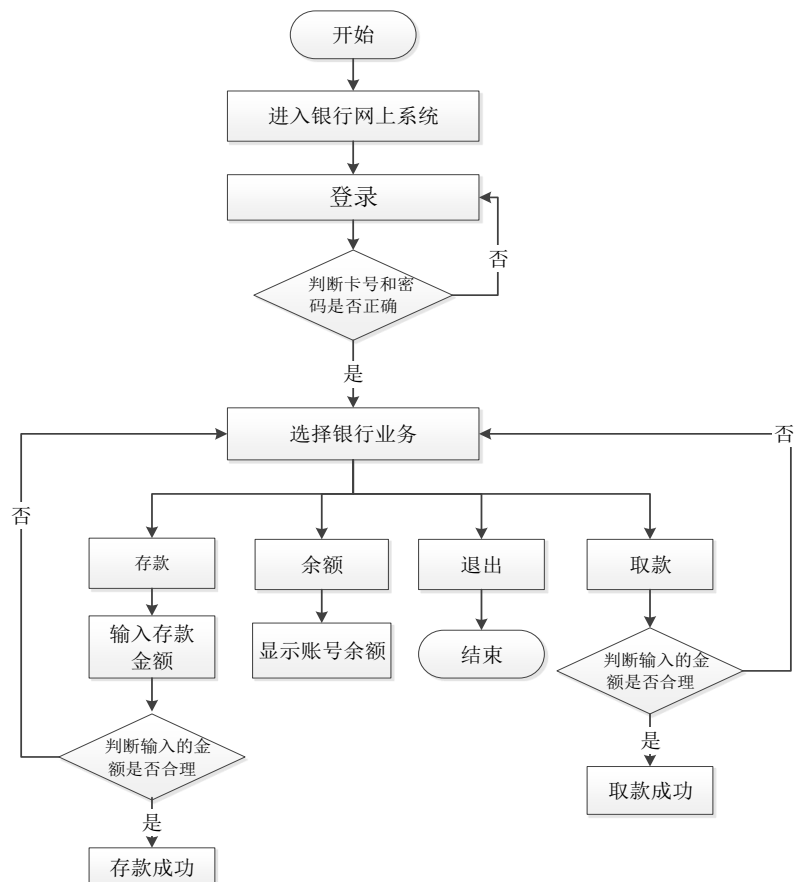 开始
进入银行网上系统
登录
否
判断卡号和密
码是否正确
是
选择银行业务
否
否
存款
余额
退出
取款
输入存款
金额
显示账号余额
结束
判断输入的金
额是否合理
判断输入的金
额是否合理
是
取款成功
是
存款成功